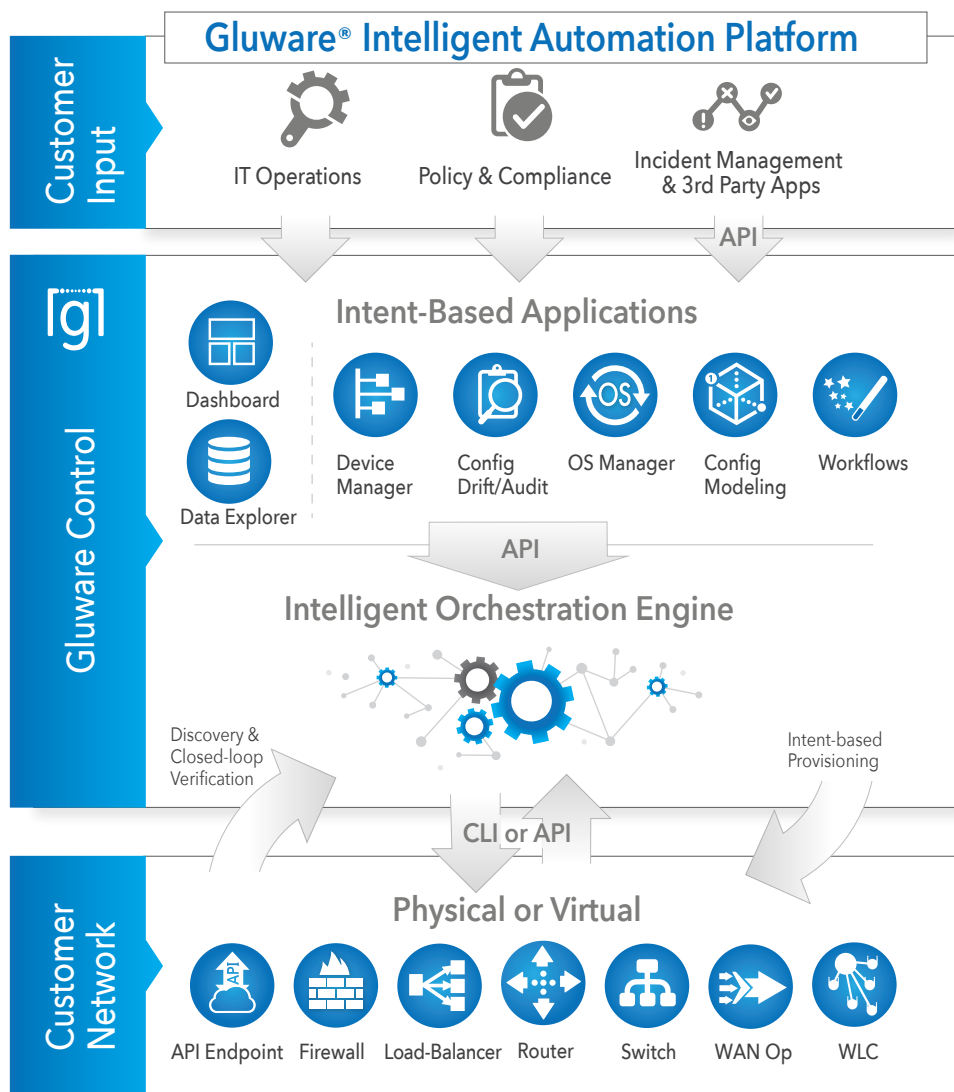 Gluware® Intelligent Automation Platform
Customer
Input
IT Operations
Policy & Compliance
Incident Management
& 3rd Party Apps
API
[g]
Gluware Control
Intent-Based Applications
Dashboard
Data Explorer
Device
Manager
Config
Drift/Audit
OS
OS Manager
1
Config
Modeling
Workflows
API
Intelligent Orchestration Engine
Discovery &
Closed-loop
Verification
Intent-based
Provisioning
CLI or API
Customer
Network
Physical or Virtual
API
API Endpoint
Firewall
Load-Balancer
Router
Switch
WAN Op
WLC